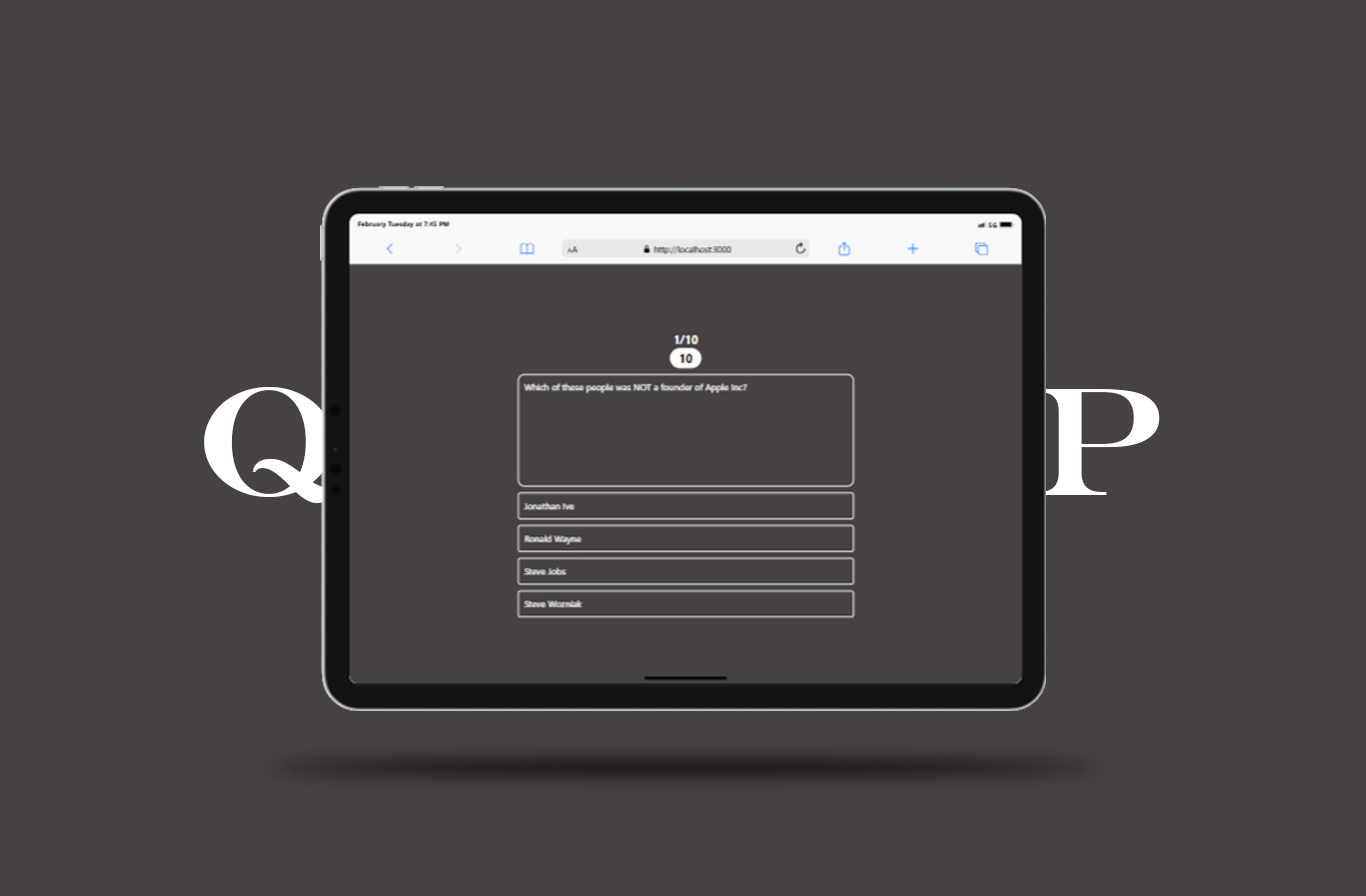 February Tuesday at 7:45 PM
5G
AA
http://localhost:3000
1/10
10
Q
P
Which of these people was NOT a founder of Apple Inc?
Jonathan Ive
Ronald Wayne
Steve Jobs
Steve Wozniak